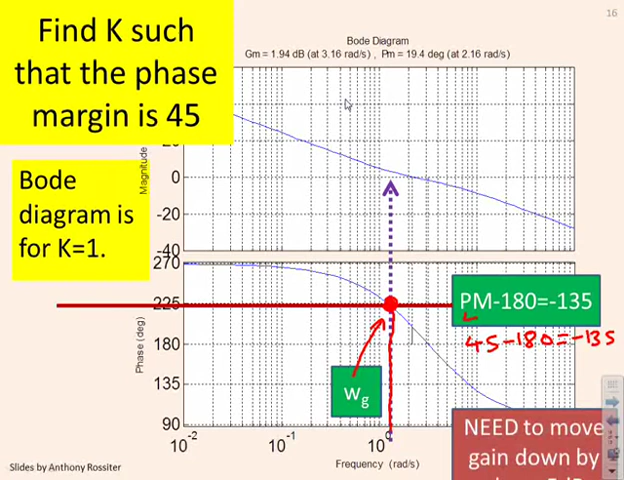 16
Find K such
that the phase
margin is 45
Bode Diagram
Gm = 1.94 dB (at 3.16 rad/s) , Pm = 19.4 deg (at 2.16 rad/s)
Bode
diagram is
for K=1.
Magnitude
0
-20
-40
270
225
180
135
90
Phase (deg)
PM-180=-135
45-180=-135
wg
NEED to move
gain down by
10-2
10-1
100
Frequency (rad/s)
Slides by Anthony Rossiter